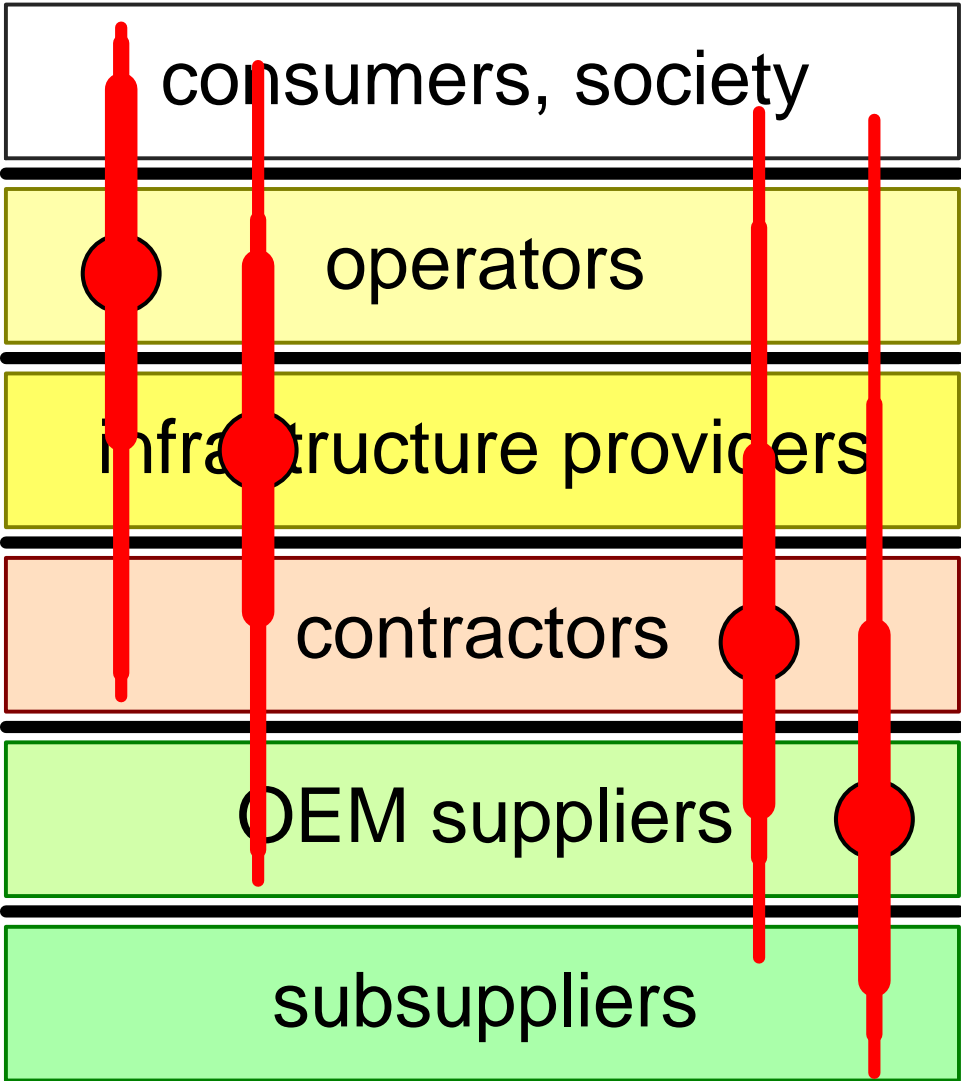 consumers, society
operators
infrastructure providers
contractors
OEM suppliers
subsuppliers